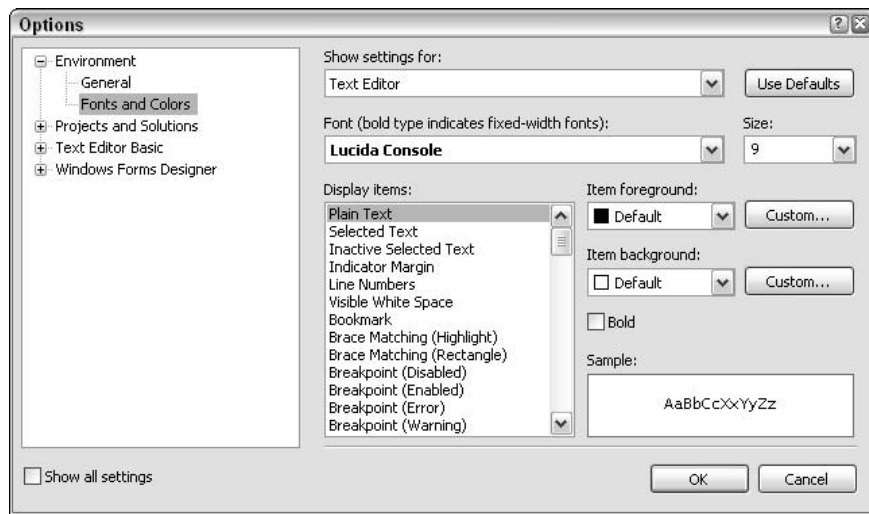 Options
Environment
General
Fonts and Colors
Projects and Solutions
Text Editor Basic
Windows Forms Designer
Show all settings
Show settings for:
Text Editor
Use Defaults
Font (bold type indicates fixed-width fonts):
Lucida Console
Size:
9
Display items:
Plain Text
Selected Text
Inactive Selected Text
Indicator Margin
Line Numbers
Visible White Space
Bookmark
Brace Matching (Highlight)
Brace Matching (Rectangle)
Breakpoint (Disabled)
Breakpoint (Enabled)
Breakpoint (Error)
Breakpoint (Warning)
Item foreground:
Default
Custom...
Item background:
Default
Custom...
Bold
Sample:
AaBbCcXxYyZz
OK
Cancel